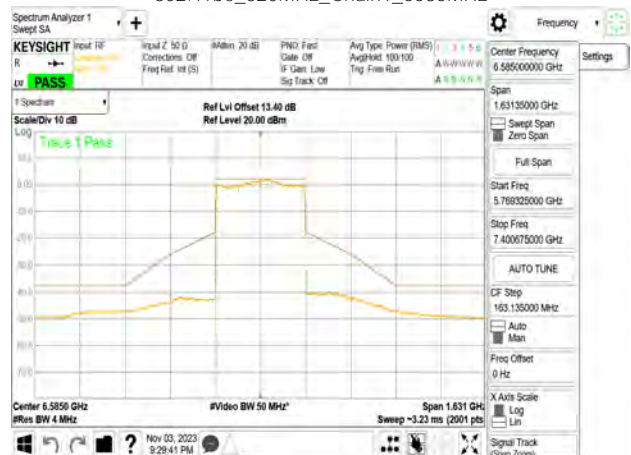 Spectrum Analyzer 1
Swept SA
+
Frequency
KEYSIGHT
Input: RF
Input Z: 50 Ω
Corrections: Off
Freq Ref: Int (S)
#Atten: 20 dB
PNO: Fast
Gate: Off
IF Gain: Low
Sig Track: Off
Avg Type: Power (RMS)
Avg|Hold: 100/100
Trig: Free Run
PASS
Center Frequency
6.585000000 GHz
Settings
Span
1.63135000 GHz
Swept Span
Zero Span
Full Span
Start Freq
5.769325000 GHz
Stop Freq
7.400675000 GHz
AUTO TUNE
CF Step
163.135000 MHz
Auto
Man
Freq Offset
0 Hz
X Axis Scale
Log
Lin
Signal Track
(Span Zoom)
1 Spectrum
Scale/Div 10 dB
Ref Lvl Offset 13.40 dB
Ref Level 20.00 dBm
Log
Trace 1 Pass
Center 6.5850 GHz
#Res BW 4 MHz
#Video BW 50 MHz*
Span 1.631 GHz
Sweep ~3.23 ms (2001 pts
?
Nov 03, 2023
9:29:41 PM